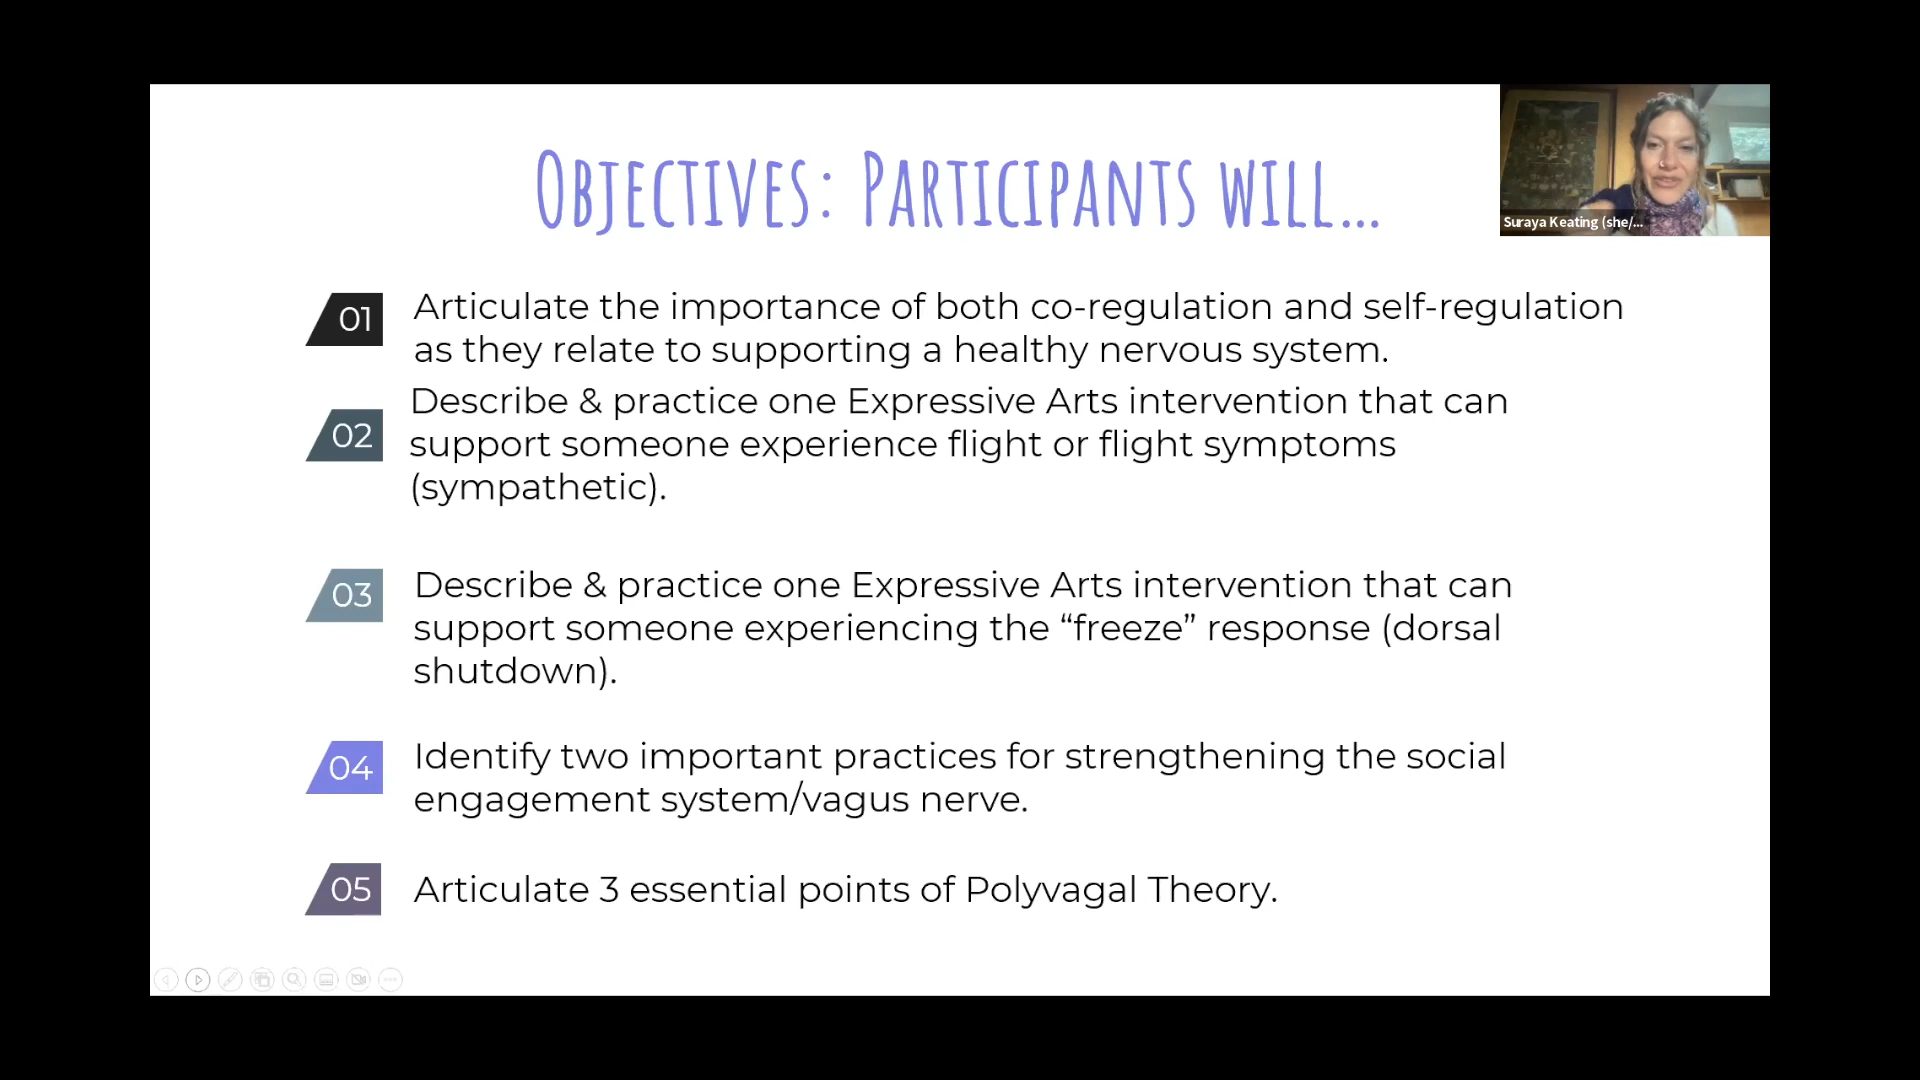 Objectives: Participants will...
Suraya Keating (she/...
01
Articulate the importance of both co-regulation and self-regulation
as they relate to supporting a healthy nervous system.
02
Describe & practice one Expressive Arts intervention that can
support someone experience flight or flight symptoms
(sympathetic).
03
Describe & practice one Expressive Arts intervention that can
support someone experiencing the “freeze” response (dorsal
shutdown).
04
Identify two important practices for strengthening the social
engagement system/vagus nerve.
05
Articulate 3 essential points of Polyvagal Theory.